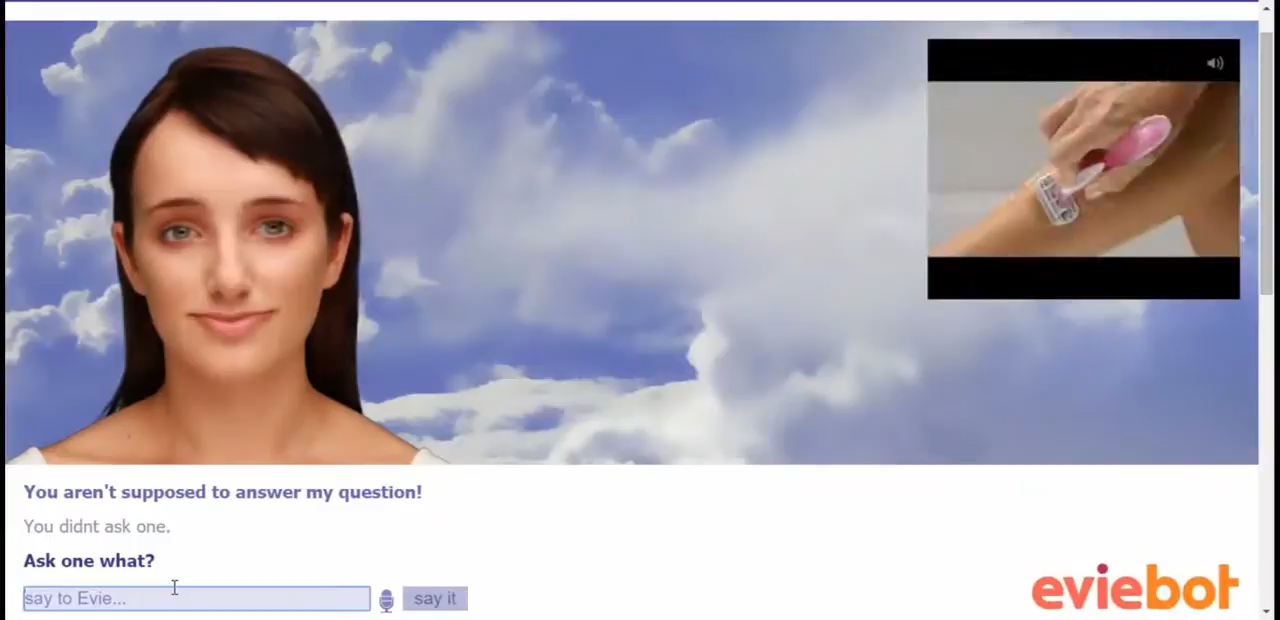 You aren't supposed to answer my question!
You didnt ask one.
Ask one what?
say to Evie...
say it
eviebot